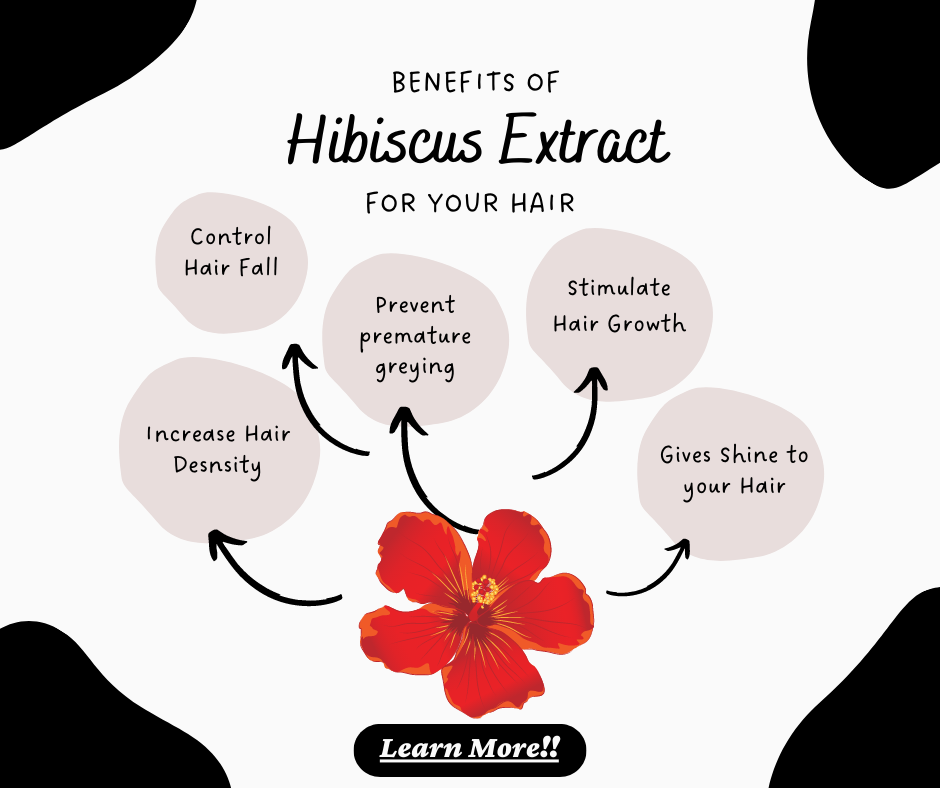 BENEFITS OF
Hibiscus Extract
FOR YOUR HAIR
Control
Hair Fall
Prevent
premature
greying
Stimulate
Hair Growth
Increase Hair
Desnsity
Gives Shine to
your Hair
Learn More!!